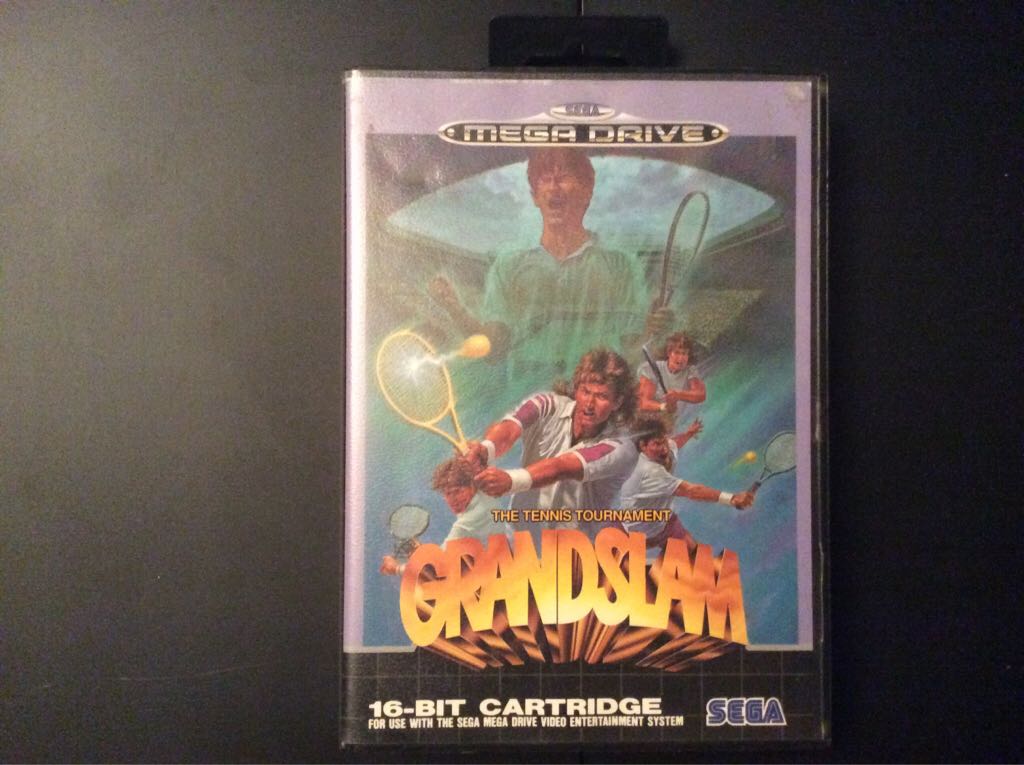 SEGA
MEGA DRIVE
THE TENNIS TOURNAMENT
GRANDSLAM
16-BIT CARTRIDGE
FOR USE WITH THE SEGA MEGA DRIVE VIDEO ENTERTAINMENT SYSTEM
SEGA